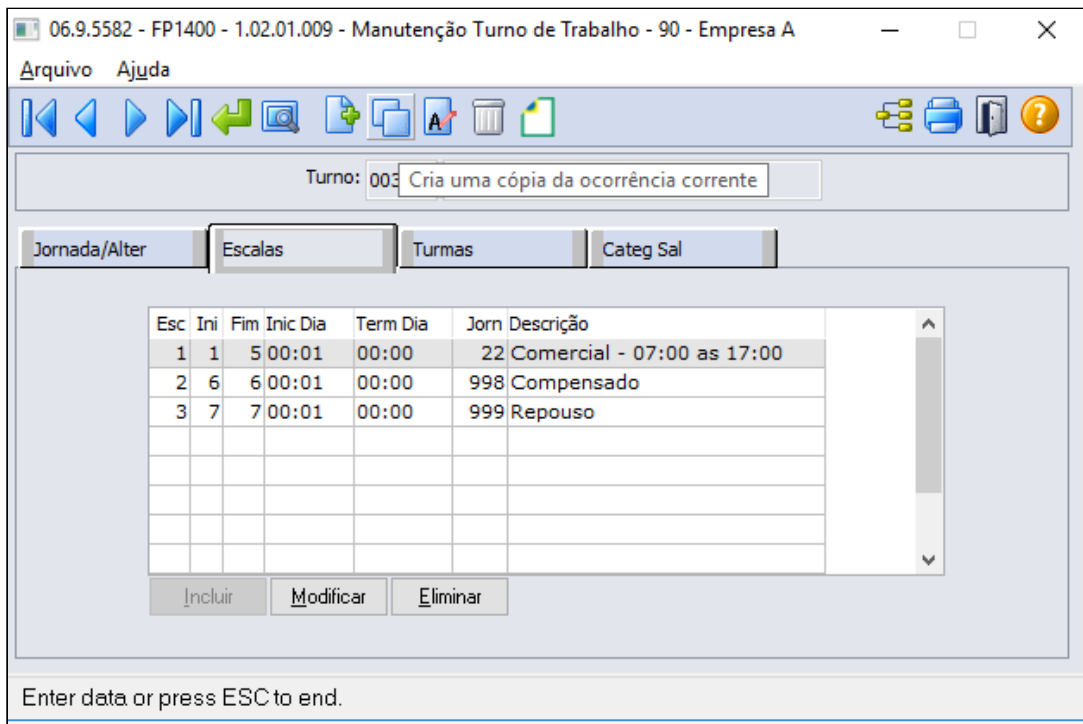 06.9.5582 - FP1400 - 1.02.01.009 - Manutenção Turno de Trabalho - 90 - Empresa A
Arquivo Ajuda
Turno: 003
Cria uma cópia da ocorrência corrente
Jornada/Alter Escalas Turmas Categ Sal
Esc Ini Fim Inic Dia Term Dia Jorn Descrição
1 1 5 00:01 00:00 22 Comercial - 07:00 as 17:00
2 6 6 00:01 00:00 998 Compensado
3 7 7 00:01 00:00 999 Repouso
Incluir Modificar Eliminar
Enter data or press ESC to end.